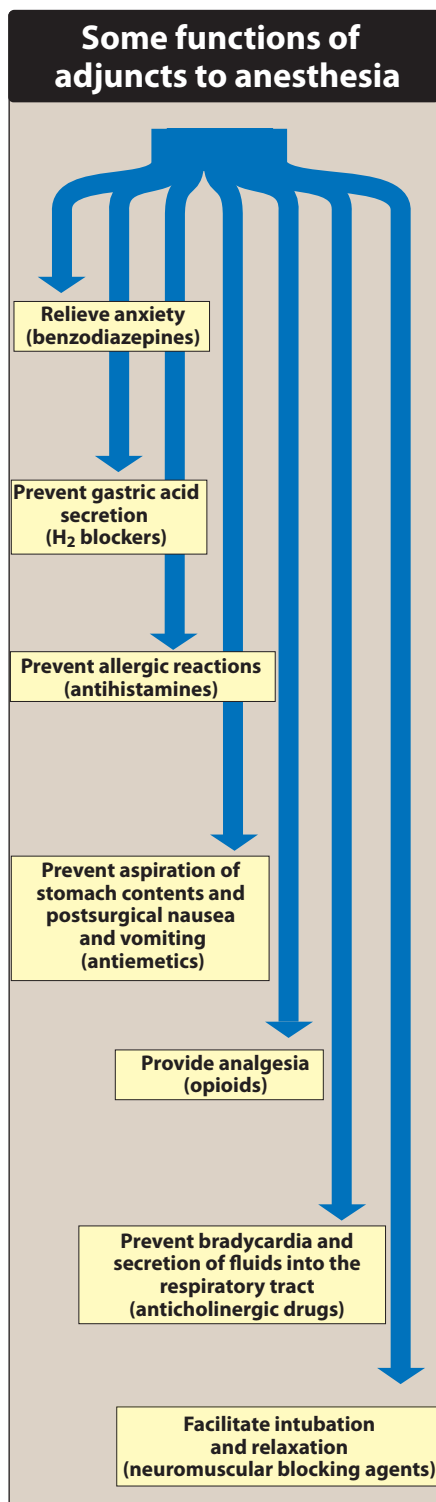 Some functions of
adjuncts to anesthesia
Relieve anxiety
(benzodiazepines)
Prevent gastric acid
secretion
(H₂ blockers)
Prevent allergic reactions
(antihistamines)
Prevent aspiration of
stomach contents and
postsurgical nausea
and vomiting
(antiemetics)
Provide analgesia
(opioids)
Prevent bradycardia and
secretion of fluids into the
respiratory tract
(anticholinergic drugs)
Facilitate intubation
and relaxation
(neuromuscular blocking agents)